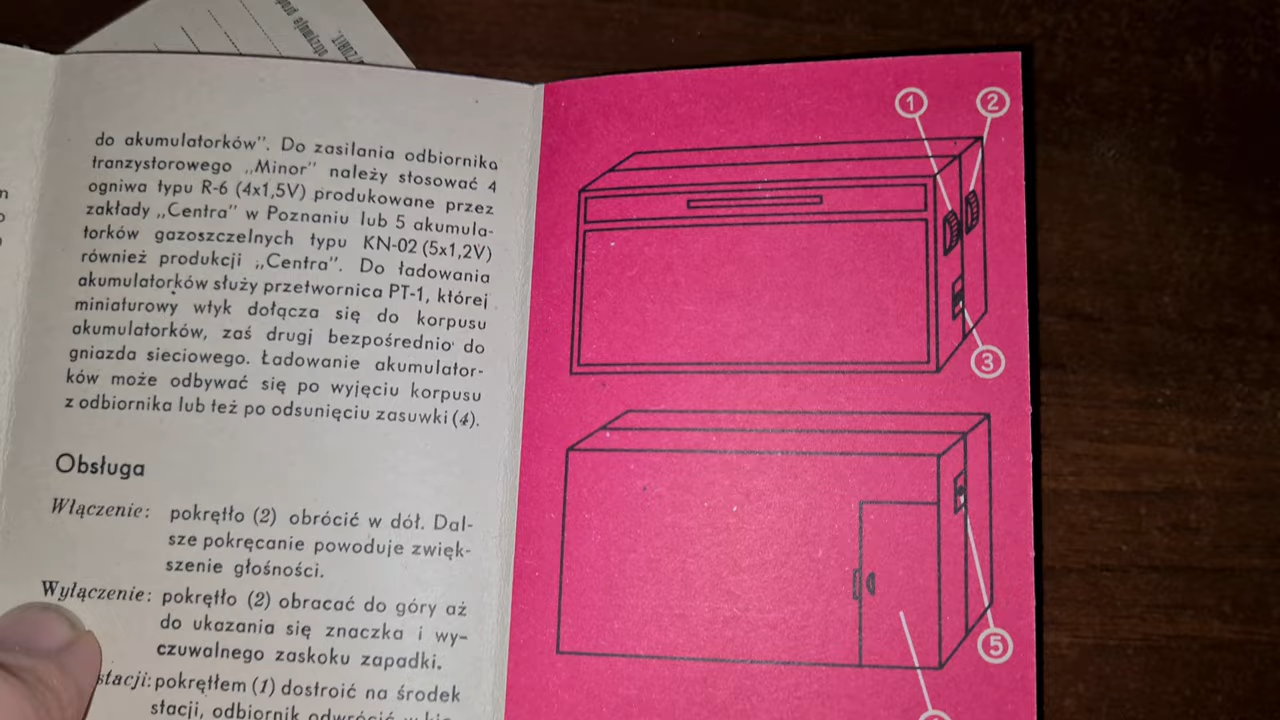 otrzymuje
do akumulatorków". Do zasilania odbiornika
tranzystorowego „Minor" należy stosować 4
ogniwa typu R-6 (4x1,5V) produkowane przez
zakłady „Centra" w Poznaniu lub 5 akumula-
torków gazoszczelnych typu KN-02 (5x1,2V)
również produkcji „Centra". Do ładowania
akumulatorków służy przetwornica PT-1, której
miniaturowy wtyk dołącza się do korpusu
akumulatorków, zaś drugi bezpośrednio do
gniazda sieciowego. Ładowanie akumulator-
ków może odbywać się po wyjęciu korpusu
z odbiornika lub też po odsunięciu zasuwki (4).
Obsługa
Włączenie: pokrętło (2) obrócić w dół. Dal-
sze pokręcanie powoduje zwięk-
szenie głośności.
Wyłączenie: pokrętło (2) obracać do góry aż
do ukazania się znaczka i wy-
czuwalnego zaskoku zapadki.
stacji: pokrętłem (1) dostroić na środek
stacji, odbiornik odwrócić w
1
2
3
5